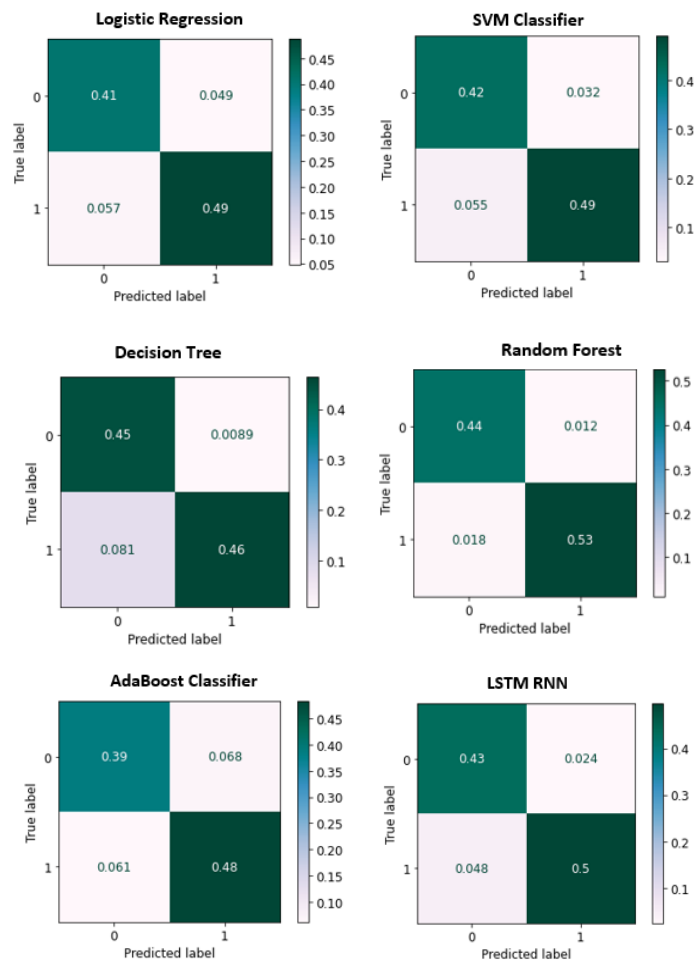 Logistic Regression
0.45
0.40
0.35
0.30
0.25
0.20
0.15
0.10
0.05
0 0.41 0.049
1 0.057 0.49
True label
0 1
Predicted label
SVM Classifier
0.4
0.3
0.2
0.1
0 0.42 0.032
1 0.055 0.49
True label
0 1
Predicted label
Decision Tree
0.4
0.3
0.2
0.1
0 0.45 0.0089
1 0.081 0.46
True label
0 1
Predicted label
Random Forest
0.5
0.4
0.3
0.2
0.1
0 0.44 0.012
1 0.018 0.53
True label
0 1
Predicted label
AdaBoost Classifier
0.45
0.40
0.35
0.30
0.25
0.20
0.15
0.10
0 0.39 0.068
1 0.061 0.48
True label
0 1
Predicted label
LSTM RNN
0.4
0.3
0.2
0.1
0 0.43 0.024
1 0.048 0.5
True label
0 1
Predicted label